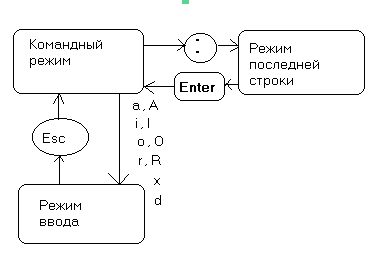 Командный
режим
:
Режим
последней
строки
Enter
a,A
i,I
o,O
r,R
x
d
Esc
Режим
ввода